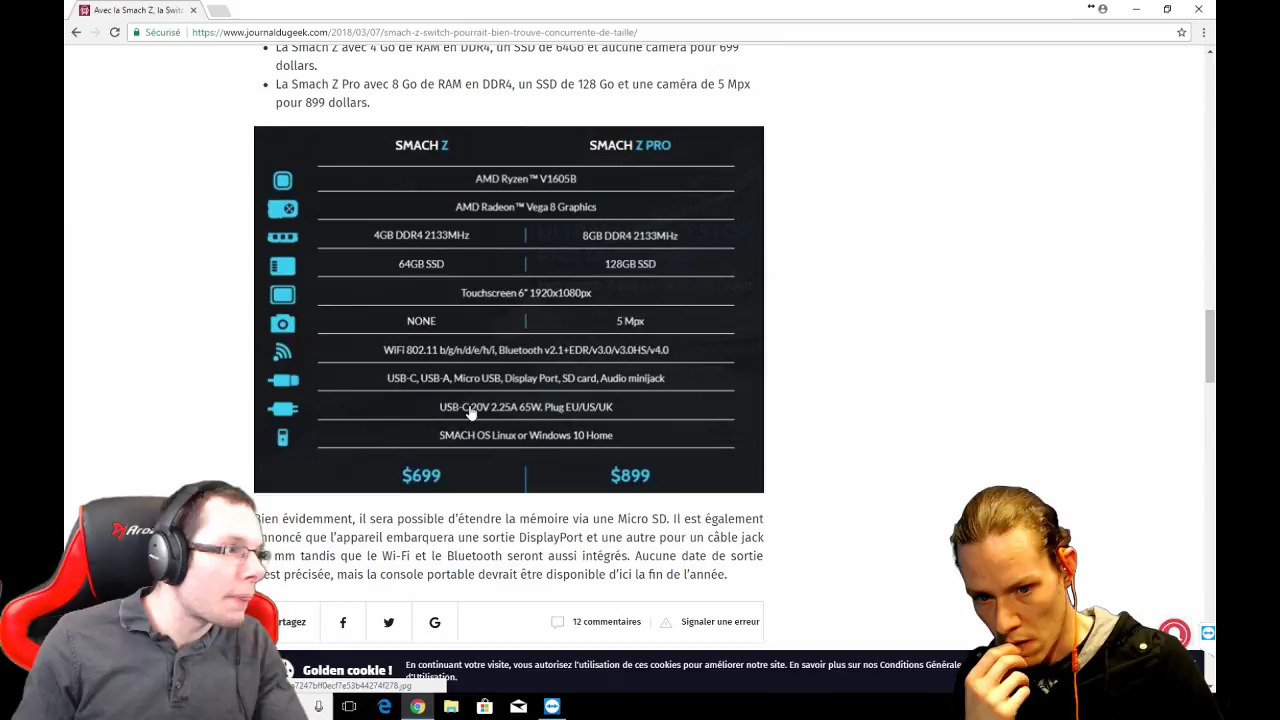 Avec la Smach Z, la Switc
Sécurisé
https://www.journaldugeek.com/2018/03/07/smach-z-switch-pourrait-bien-trouve-concurrente-de-taille/
• La Smach Z avec 4 Go de RAM en DDR4, un SSD de 64Go et aucune caméra pour 699
dollars.
• La Smach Z Pro avec 8 Go de RAM en DDR4, un SSD de 128 Go et une caméra de 5 Mpx
pour 899 dollars.
SMACH Z SMACH Z PRO
AMD Ryzen™ V1605B
AMD Radeon™ Vega 8 Graphics
4GB DDR4 2133MHz 8GB DDR4 2133MHz
64GB SSD 128GB SSD
Touchscreen 6" 1920x1080px
NONE 5 Mpx
WiFi 802.11 b/g/n/d/e/h/i, Bluetooth v2.1+EDR/v3.0/v3.0HS/v4.0
USB-C, USB-A, Micro USB, Display Port, SD card, Audio minijack
USB-C 20V 2.25A 65W. Plug EU/US/UK
SMACH OS Linux or Windows 10 Home
$699 $899
Bien évidemment, il sera possible d'étendre la mémoire via une Micro SD. Il est également
nnoncé que l'appareil embarquera une sortie DisplayPort et une autre pour un câble jack
mm tandis que le Wi-Fi et le Bluetooth seront aussi intégrés. Aucune date de sortie
est précisée, mais la console portable devrait être disponible d'ici la fin de l'année.
rtagez
12 commentaires
Signaler une erreur
Golden cookie !
En continuant votre visite, vous autorisez l'utilisation de ces cookies pour améliorer notre site. En savoir plus sur nos Conditions Générale
d'Utilisation.
7247bff0ecf7e53b44274f278.jpg